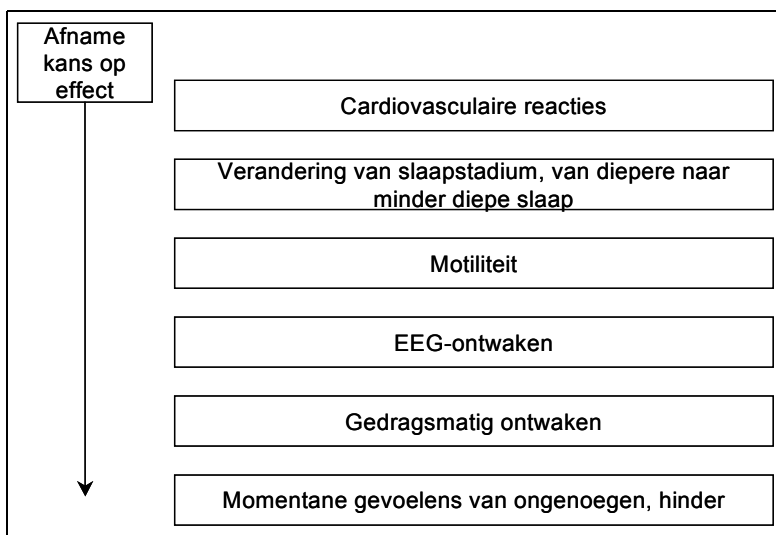 Afname
kans op
effect
Cardiovasculaire reacties
Verandering van slaapstadium, van diepere naar
minder diepe slaap
Motiliteit
EEG-ontwaken
Gedragsmatig ontwaken
Momentane gevoelens van ongenoegen, hinder